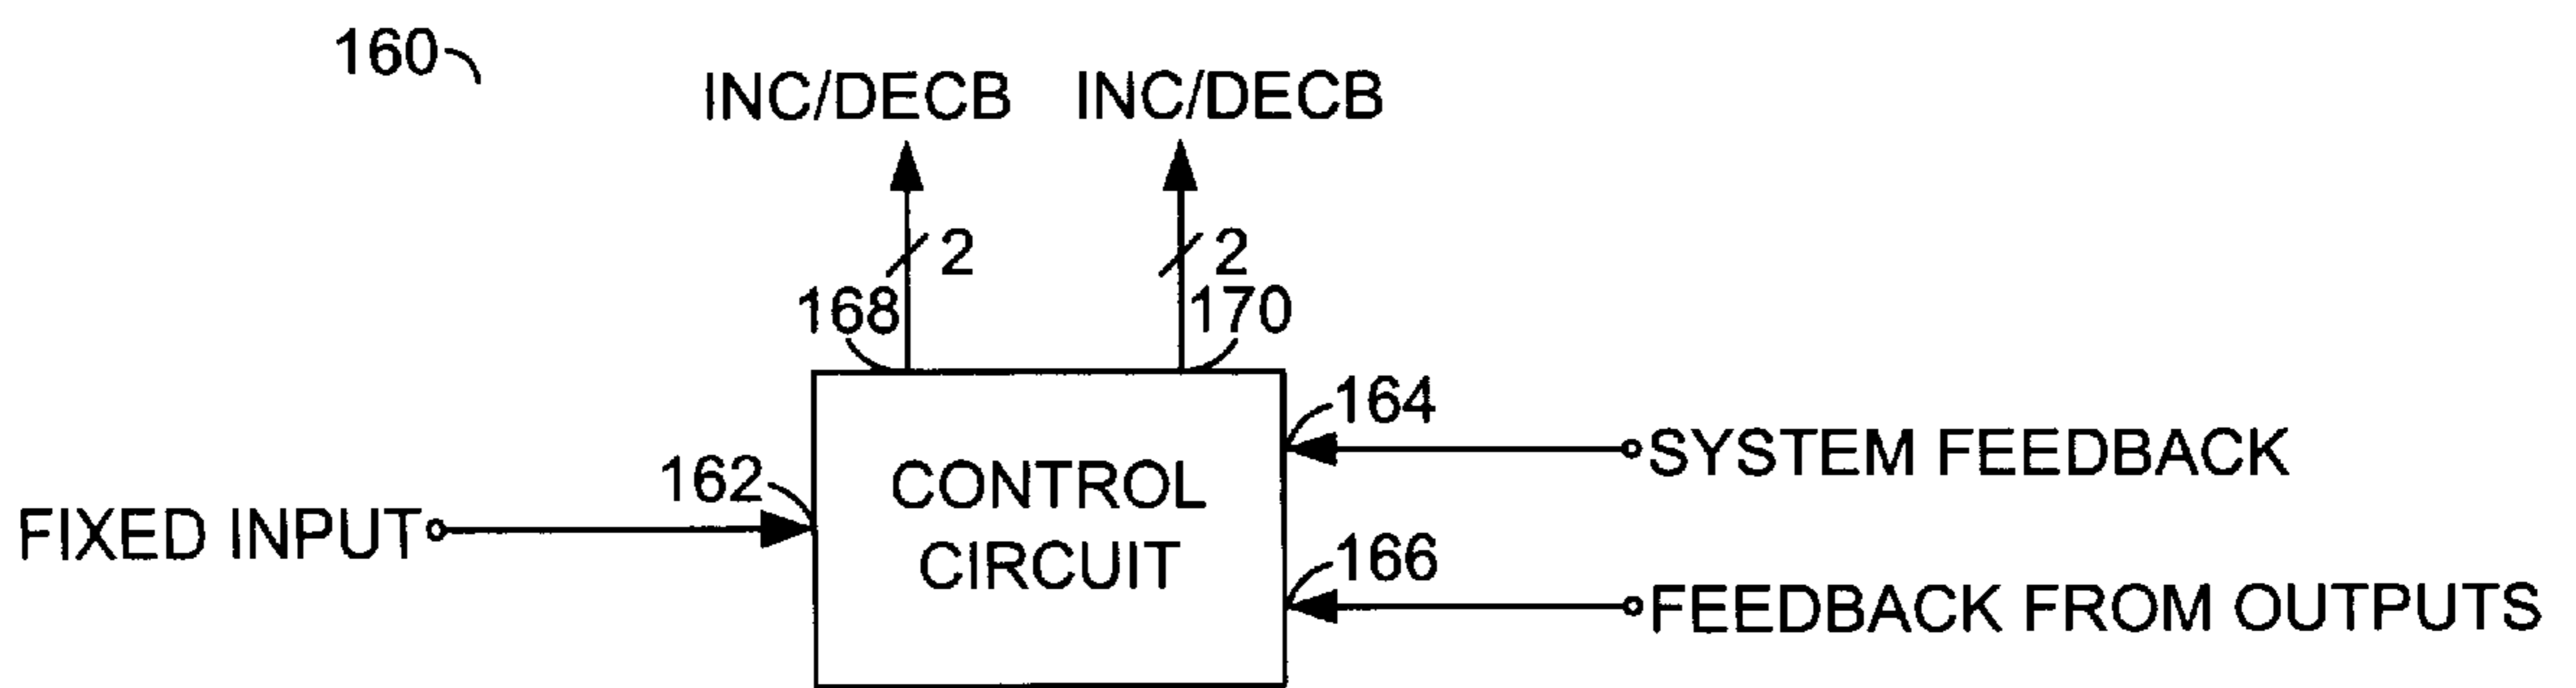 160
INC/DECB INC/DECB
2 2
168 170
164
SYSTEM FEEDBACK
162
CONTROL
CIRCUIT
FIXED INPUT
166
FEEDBACK FROM OUTPUTS